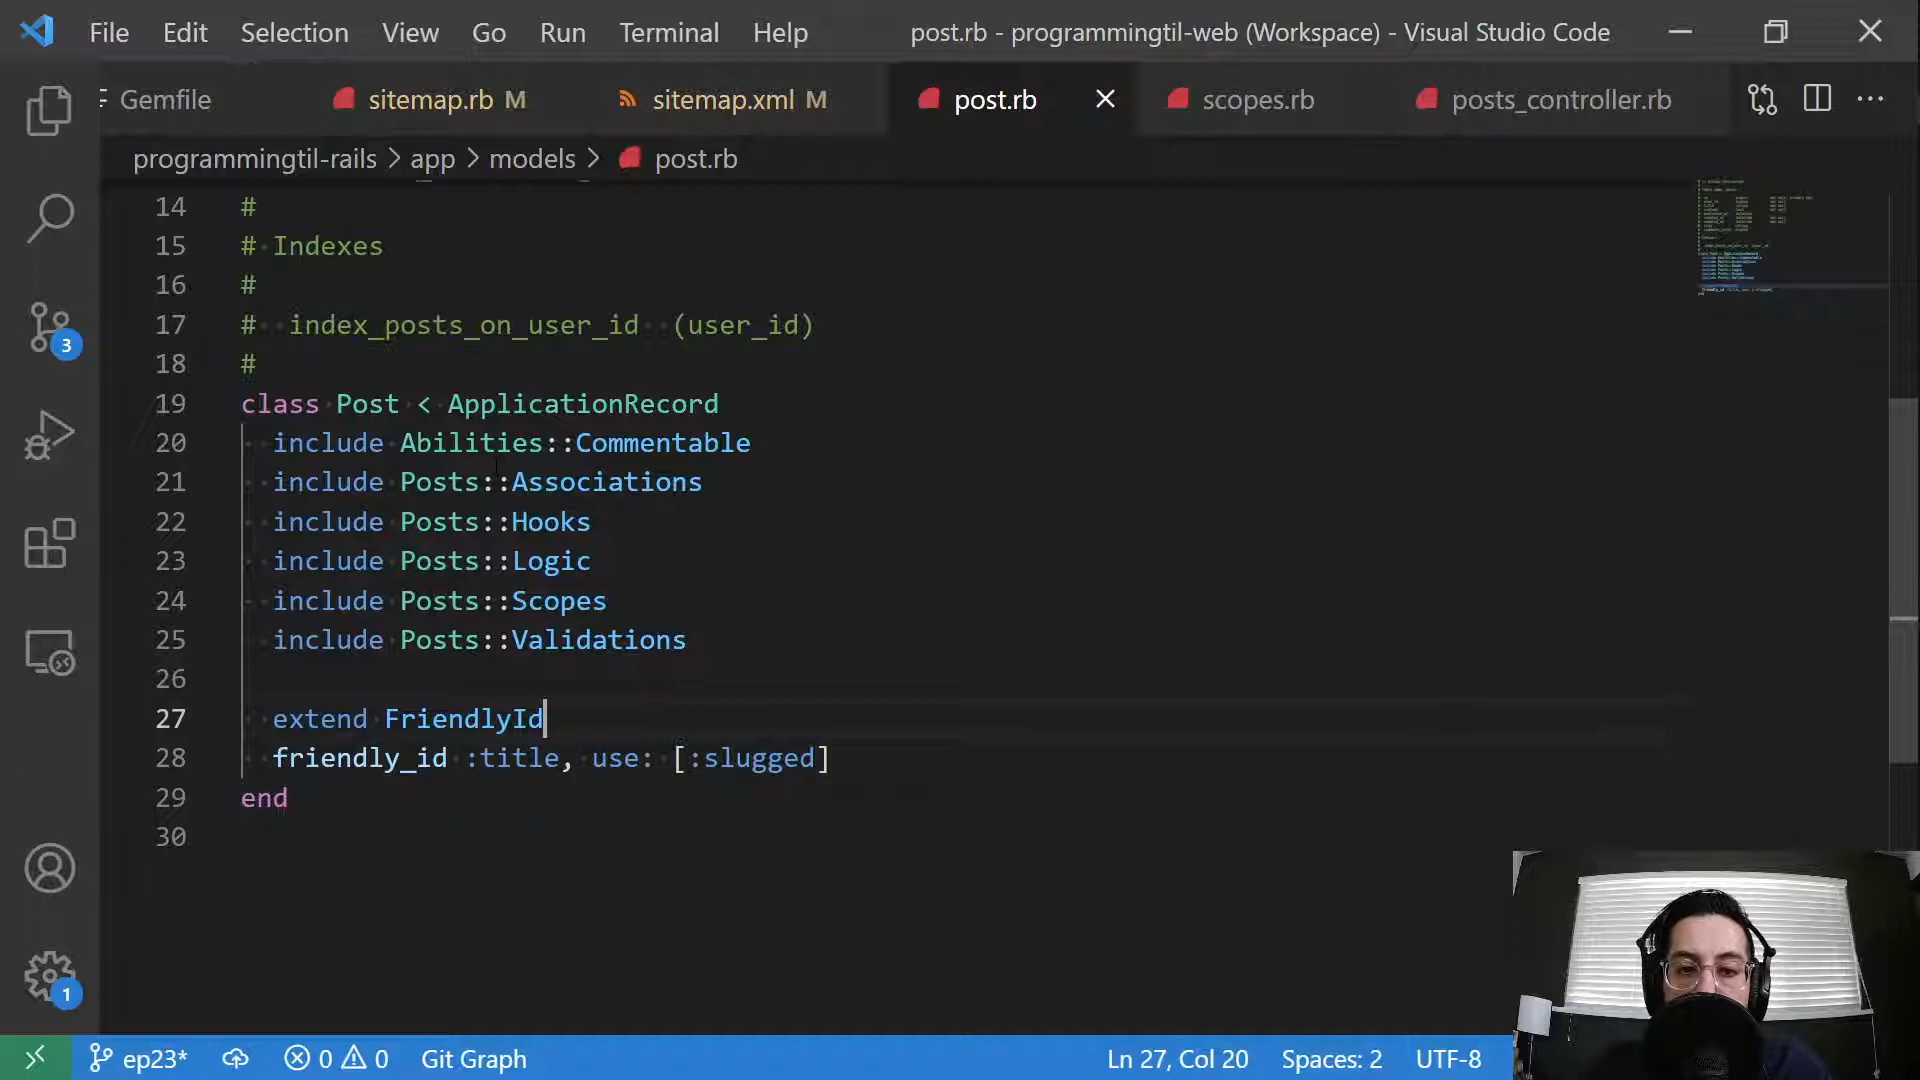 File Edit Selection View Go Run Terminal Help post.rb - programmingtil-web (Workspace) - Visual Studio Code
Gemfile sitemap.rb M sitemap.xml M post.rb scopes.rb posts_controller.rb
programmingtil-rails > app > models > post.rb
14 #
15 # Indexes
16 #
17 #  index_posts_on_user_id  (user_id)
18 #
19 class Post < ApplicationRecord
20   include Abilities::Commentable
21   include Posts::Associations
22   include Posts::Hooks
23   include Posts::Logic
24   include Posts::Scopes
25   include Posts::Validations
26
27   extend FriendlyId
28   friendly_id :title, use: [:slugged]
29 end
30
3
1
ep23* 0 0 Git Graph Ln 27, Col 20 Spaces: 2 UTF-8